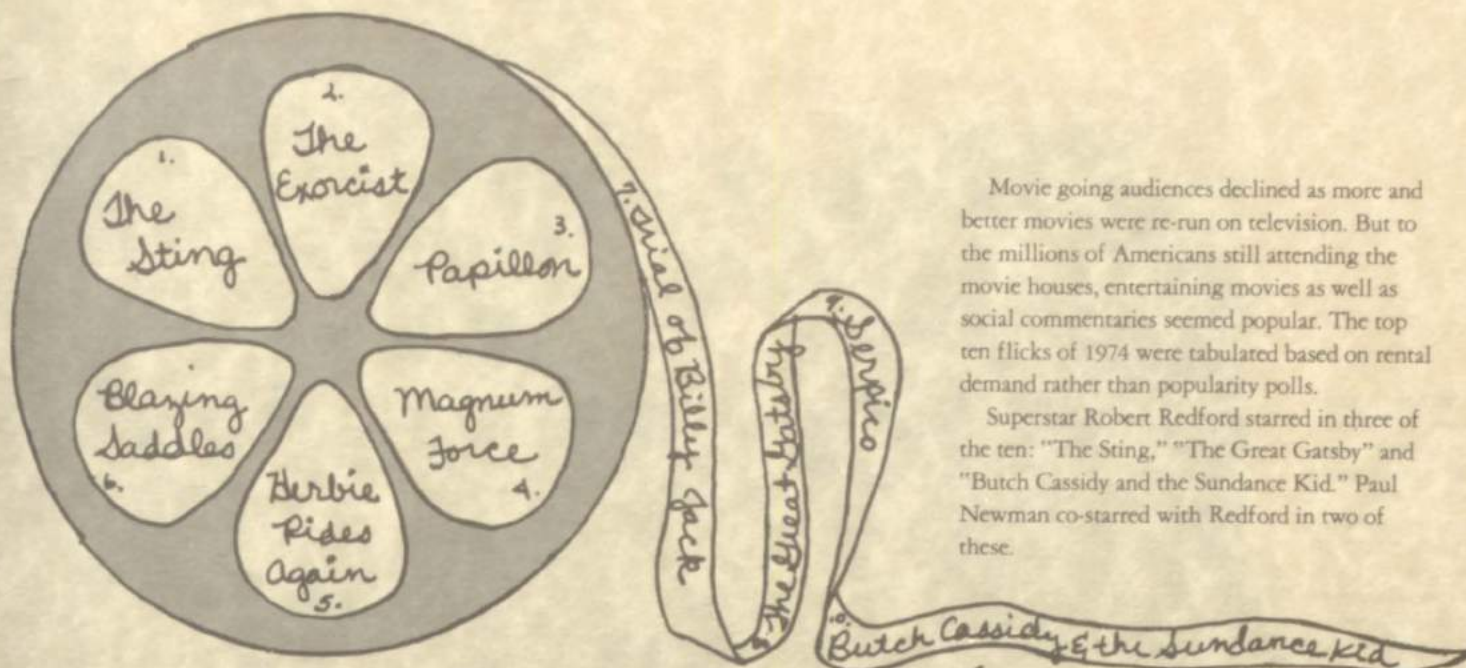 1.
The
Sting
2.
The
Exorcist
3.
Papillon
Magnum
Force
4.
Herbie
Rides
Again
5.
Blazing
Saddles
6.
7. Trial of Billy Jack
8. The Great Gatsby
9. Serpico
10. Butch Cassidy & the Sundance Kid
Movie going audiences declined as more and
better movies were re-run on television. But to
the millions of Americans still attending the
movie houses, entertaining movies as well as
social commentaries seemed popular. The top
ten flicks of 1974 were tabulated based on rental
demand rather than popularity polls.
Superstar Robert Redford starred in three of
the ten: "The Sting," "The Great Gatsby" and
"Butch Cassidy and the Sundance Kid." Paul
Newman co-starred with Redford in two of
these.